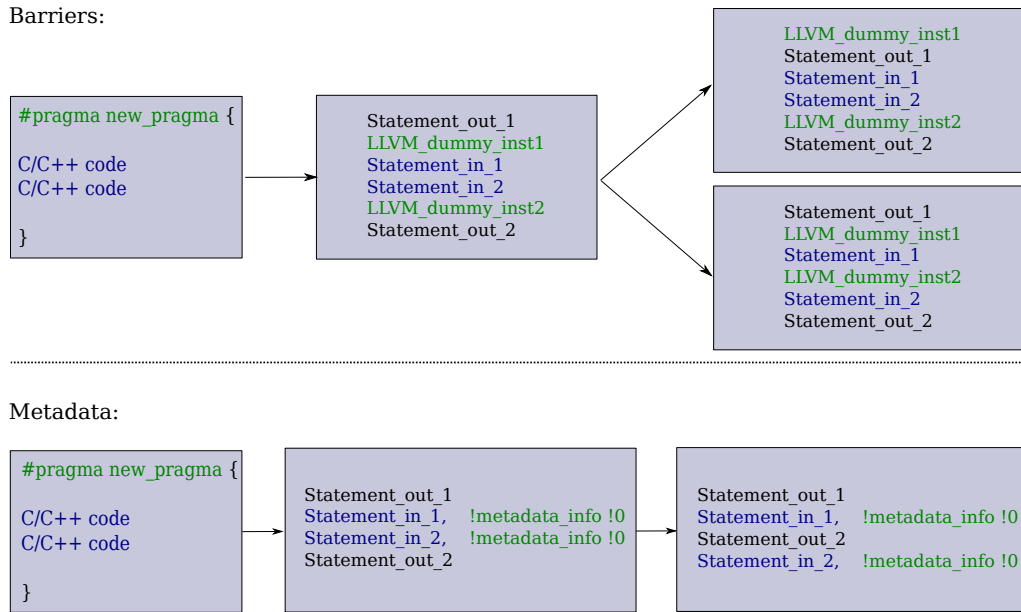 Barriers:
#pragma new_pragma {
C/C++ code
C/C++ code
}
Statement_out_1
LLVM_dummy_inst1
Statement_in_1
Statement_in_2
LLVM_dummy_inst2
Statement_out_2
LLVM_dummy_inst1
Statement_out_1
Statement_in_1
Statement_in_2
LLVM_dummy_inst2
Statement_out_2
Statement_out_1
LLVM_dummy_inst1
Statement_in_1
LLVM_dummy_inst2
Statement_in_2
Statement_out_2
Metadada:
#pragma new_pragma {
C/C++ code
C/C++ code
}
Statement_out_1
Statement_in_1, !metadata_info !0
Statement_in_2, !metadata_info !0
Statement_out_2
Statement_out_1
Statement_in_1, !metadata_info !0
Statement_out_2
Statement_in_2, !metadata_info !0